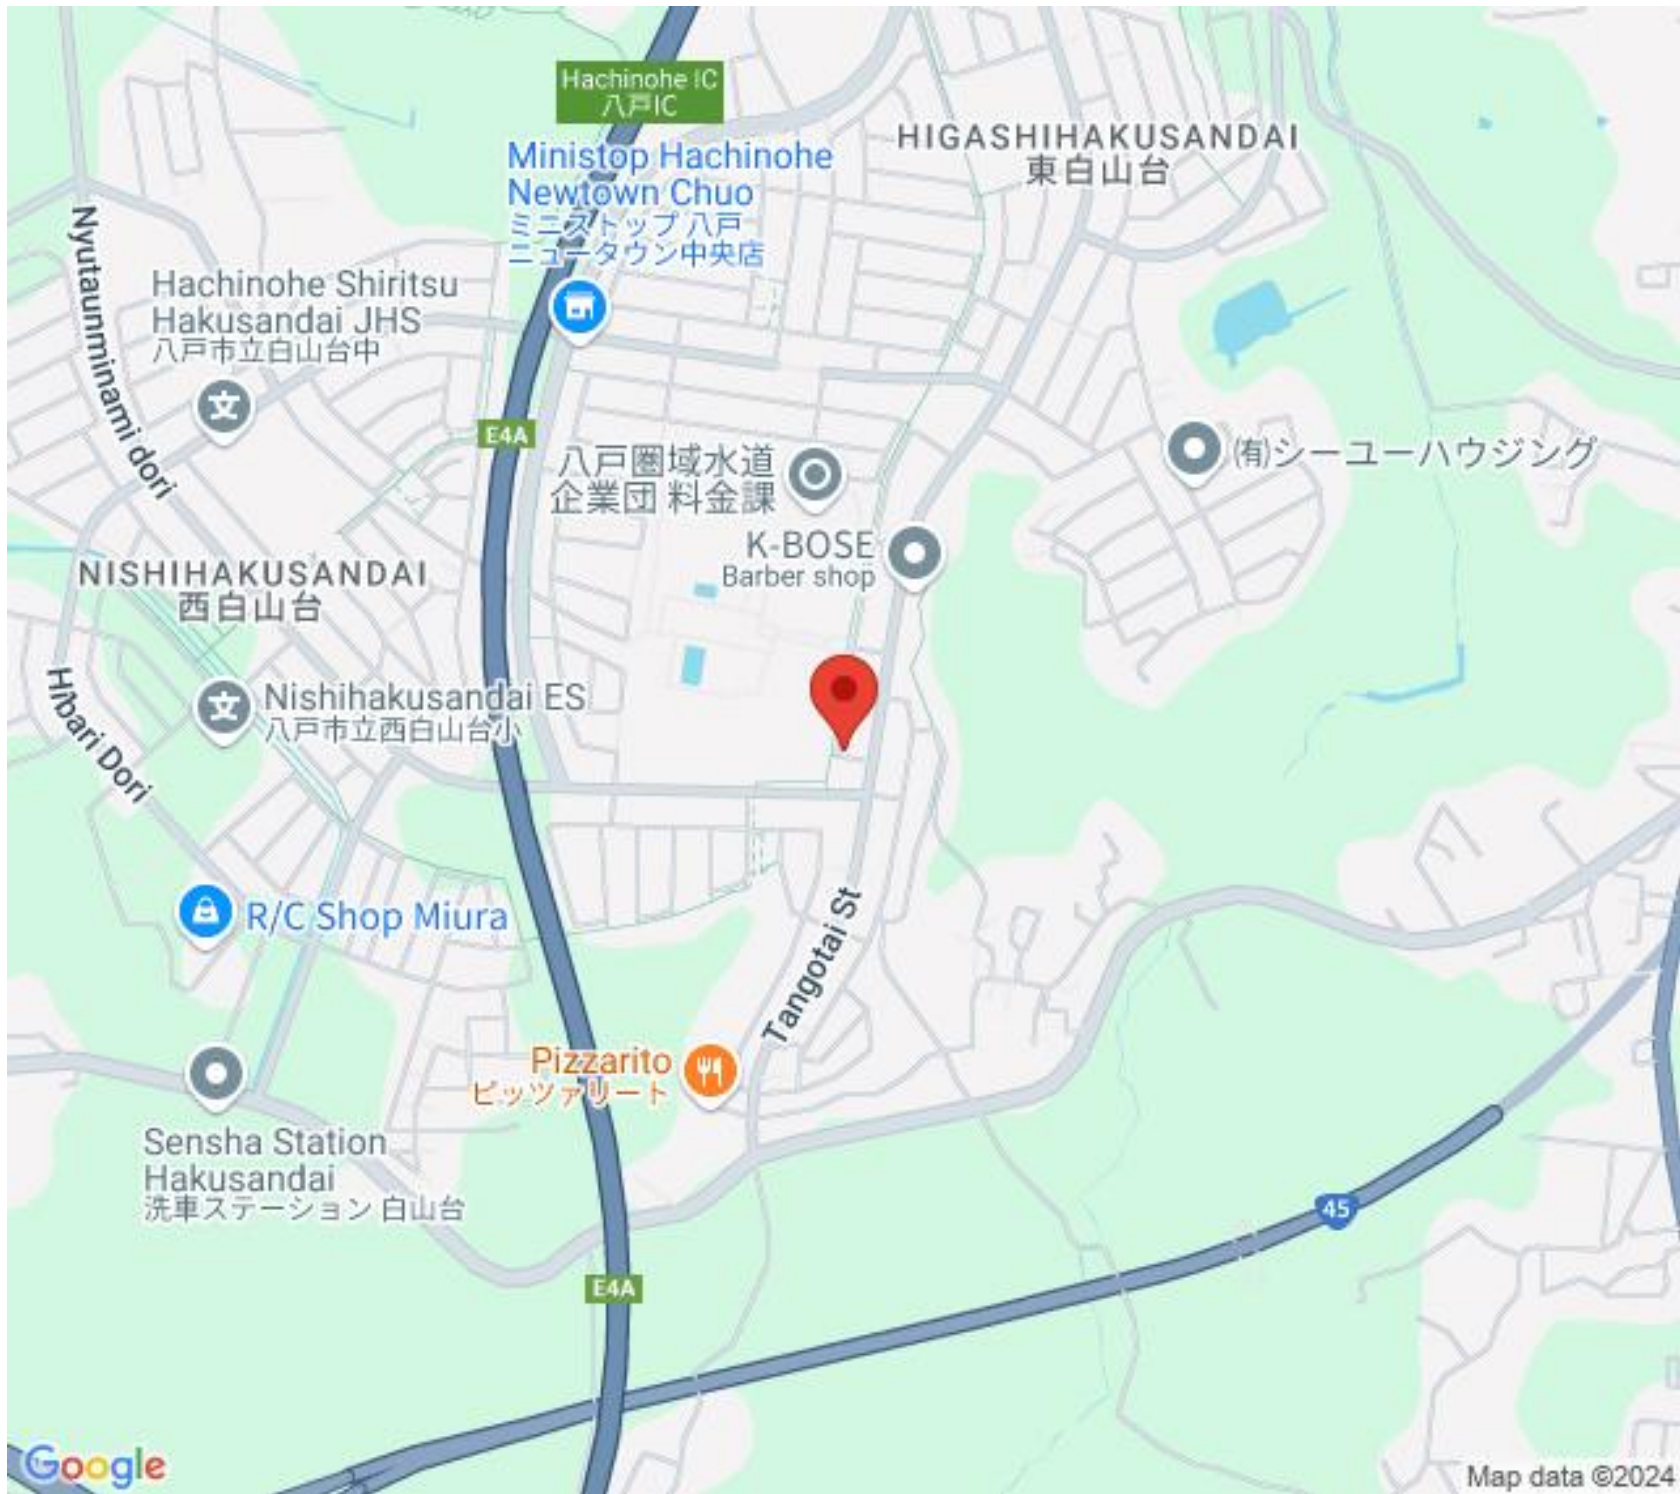 Hachinohe IC
八戸IC
Ministop Hachinohe
Newtown Chuo
ミニストップ 八戸
ニュータウン中央店
HIGASHIHAKUSANDAI
東白山台
Nyutaunminami dori
Hachinohe Shiritsu
Hakusandai JHS
八戸市立白山台中
E4A
八戸圏域水道
企業団 料金課
㈲シーユーハウジング
K-BOSE
Barber shop
NISHIHAKUSANDAI
西白山台
Hibari Dori
Nishihakusandai ES
八戸市立西白山台小
R/C Shop Miura
Tangotai St
Pizzarito
ピッツァリート
Sensha Station
Hakusandai
洗車ステーション 白山台
45
E4A
Google
Map data ©2024